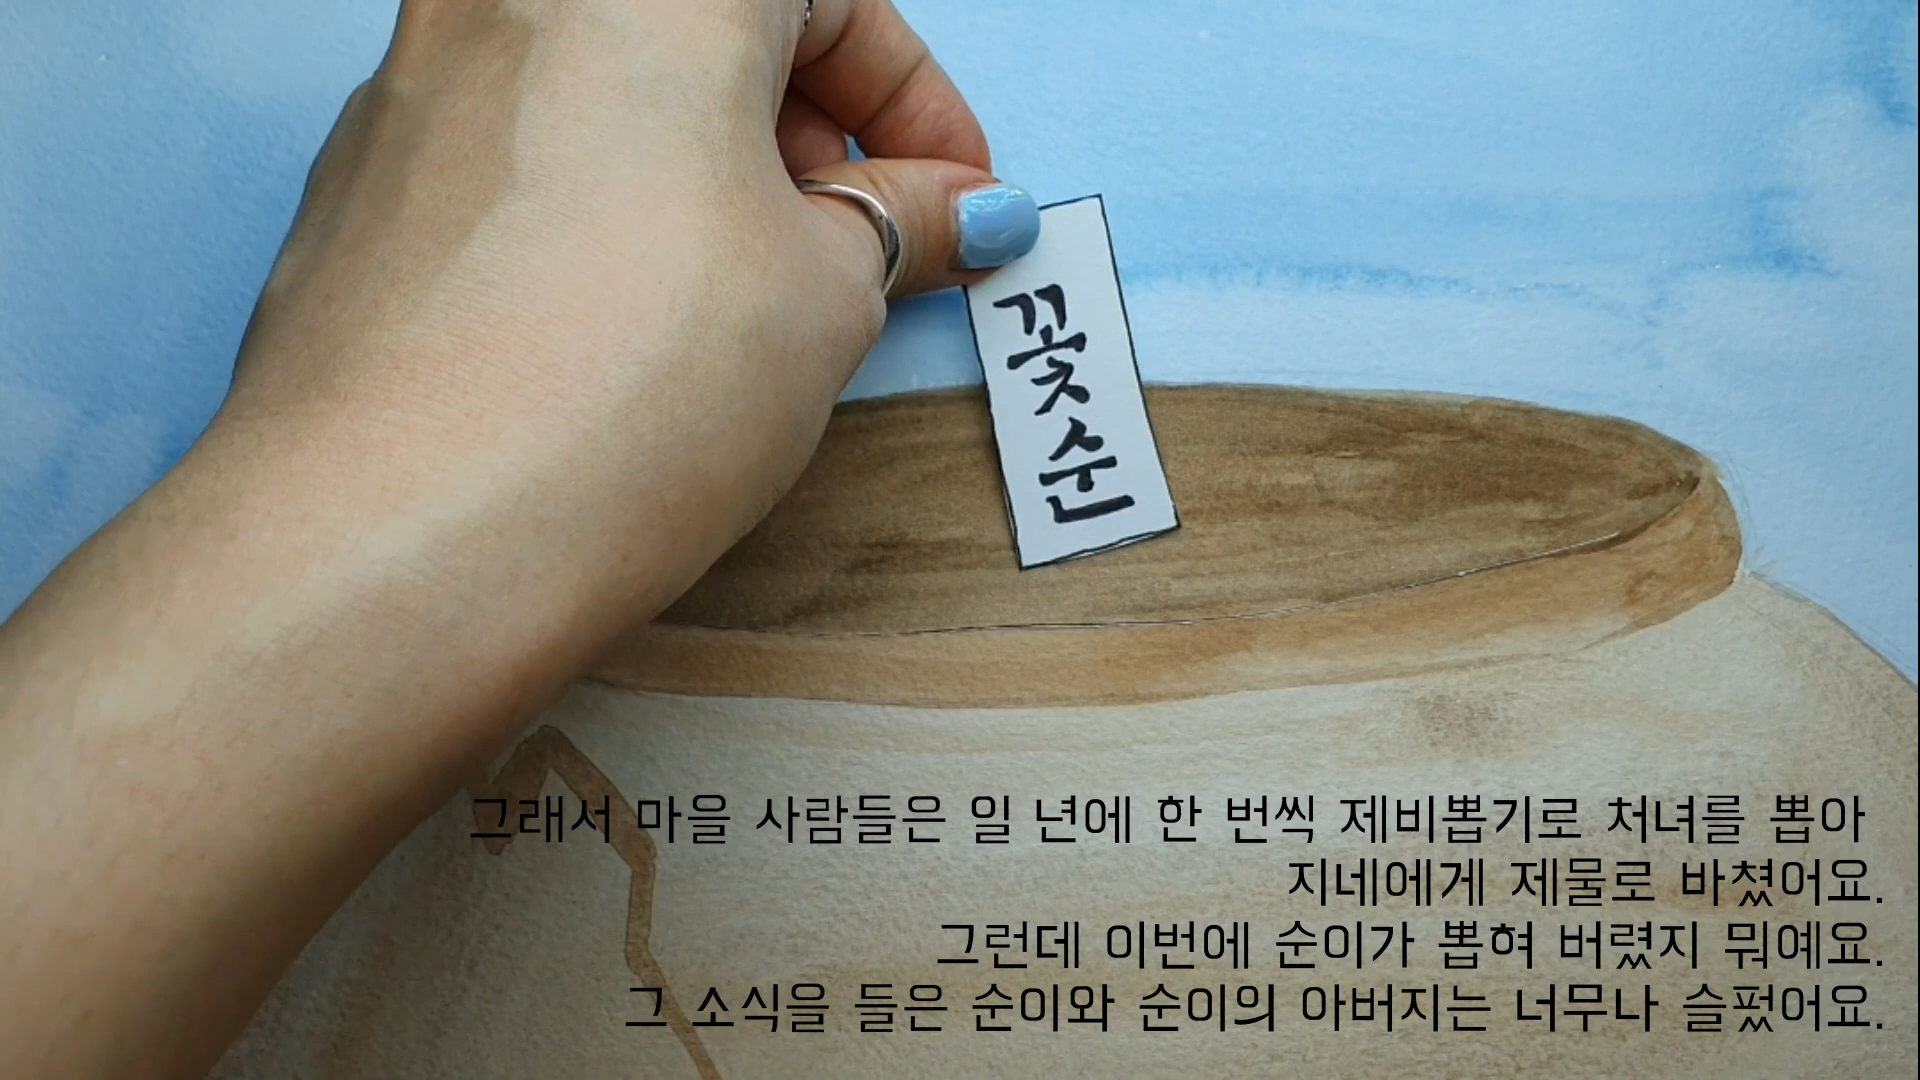 꽃순
그래서 마을 사람들은 일 년에 한 번씩 제비뽑기로 처녀를 뽑아
지네에게 제물로 바쳤어요.
그런데 이번에 순이가 뽑혀 버렸지 뭐예요.
그 소식을 들은 순이와 순이의 아버지는 너무나 슬펐어요.